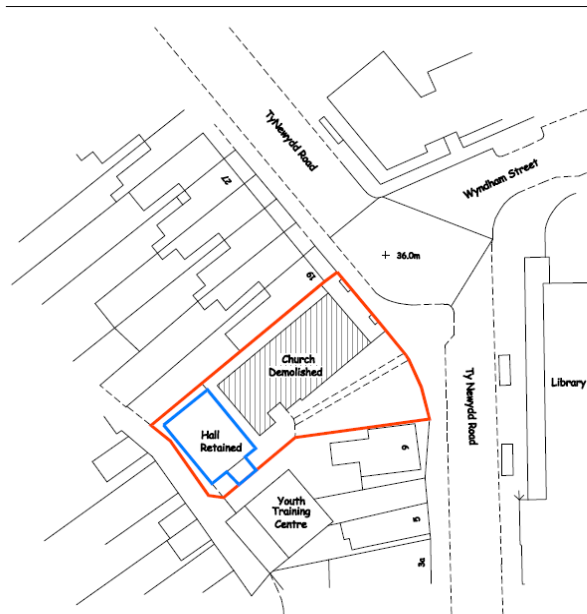 TyNewydd Road
Wyndham Street
27
36.0m
19
Church
Demolished
Ty Newydd Road
Library
Hall
Retained
9
Youth
Training
Centre
5
3a